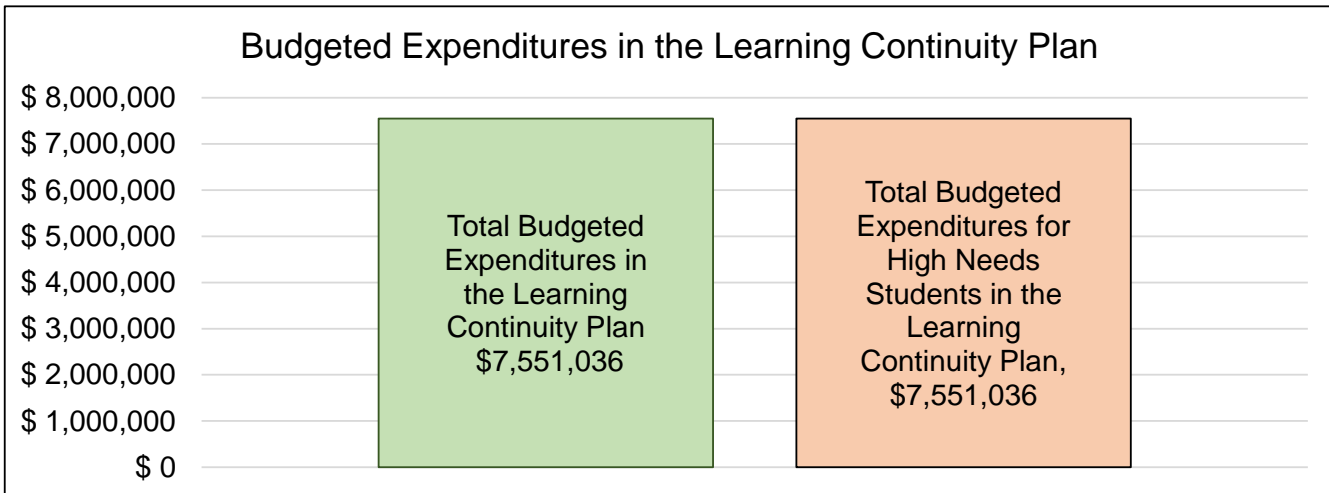 Budgeted Expenditures in the Learning Continuity Plan
$ 8,000,000
$ 7,000,000
$ 6,000,000
$ 5,000,000
$ 4,000,000
$ 3,000,000
$ 2,000,000
$ 1,000,000
$ 0
Total Budgeted
Expenditures in
the Learning
Continuity Plan
$7,551,036
Total Budgeted
Expenditures for
High Needs
Students in the
Learning
Continuity Plan,
$7,551,036